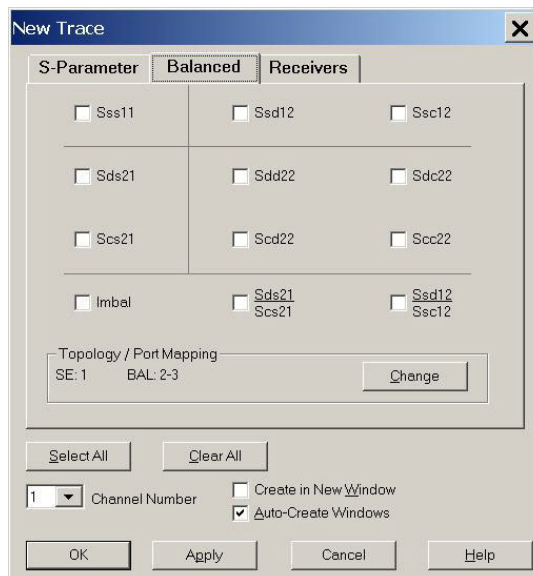 New Trace
S-Parameter Balanced Receivers
Sss11 Ssd12 Ssc12
Sds21 Sdd22 Sdc22
Scs21 Scd22 Scc22
Imbal Sds21 Ssd12
Scs21 Ssc12
Topology / Port Mapping
SE: 1 BAL: 2-3 Change
Select All Clear All
1 Channel Number
Create in New Window
Auto-Create Windows
OK Apply Cancel Help